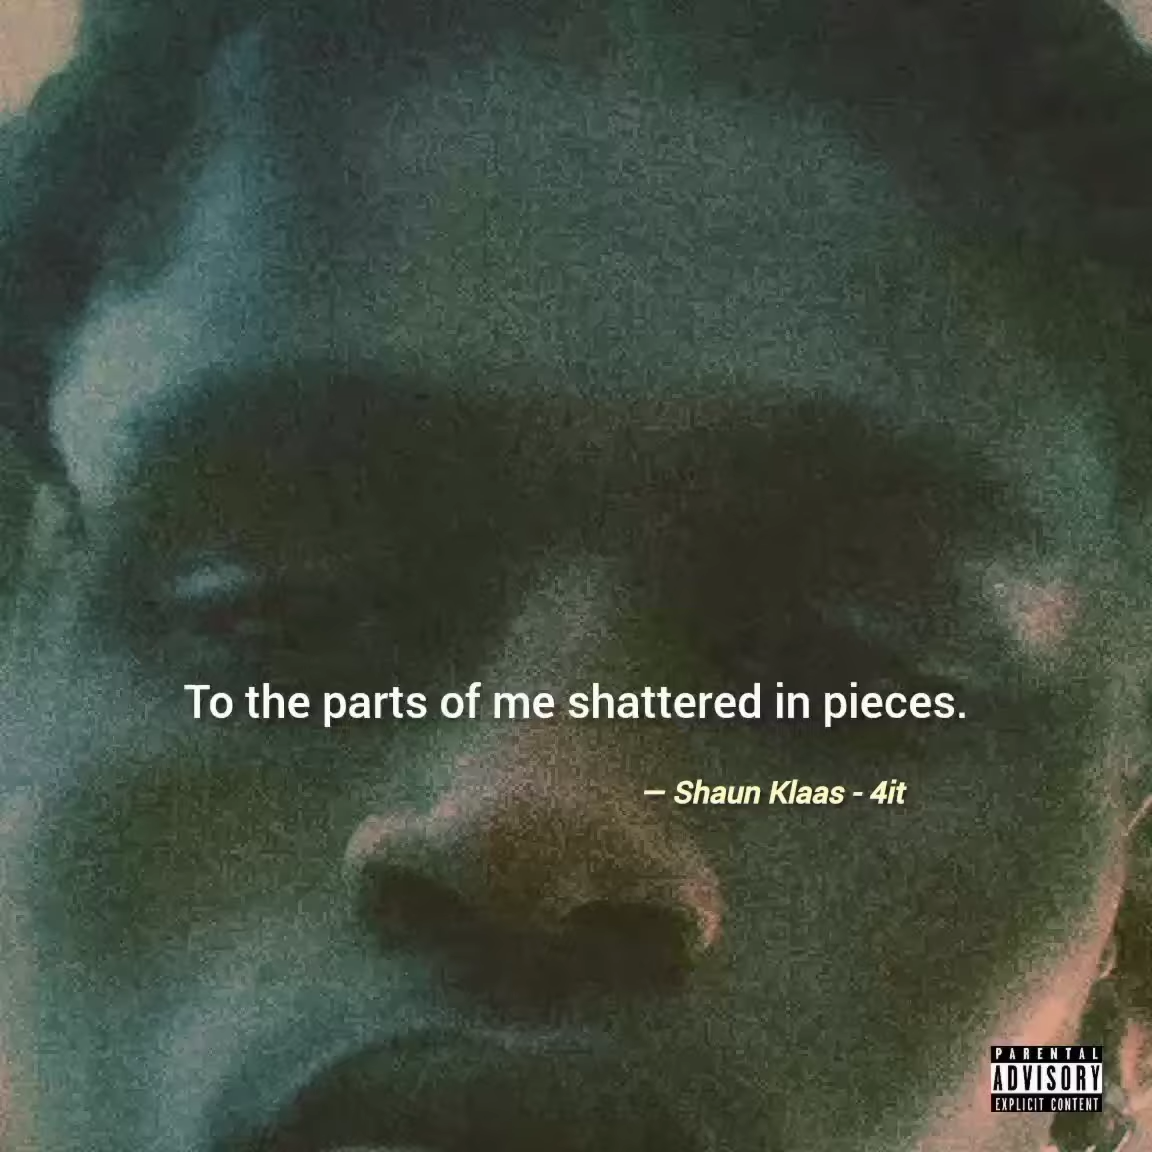 To the parts of me shattered in pieces.
— Shaun Klaas - 4it
PARENTAL
ADVISORY
EXPLICIT CONTENT